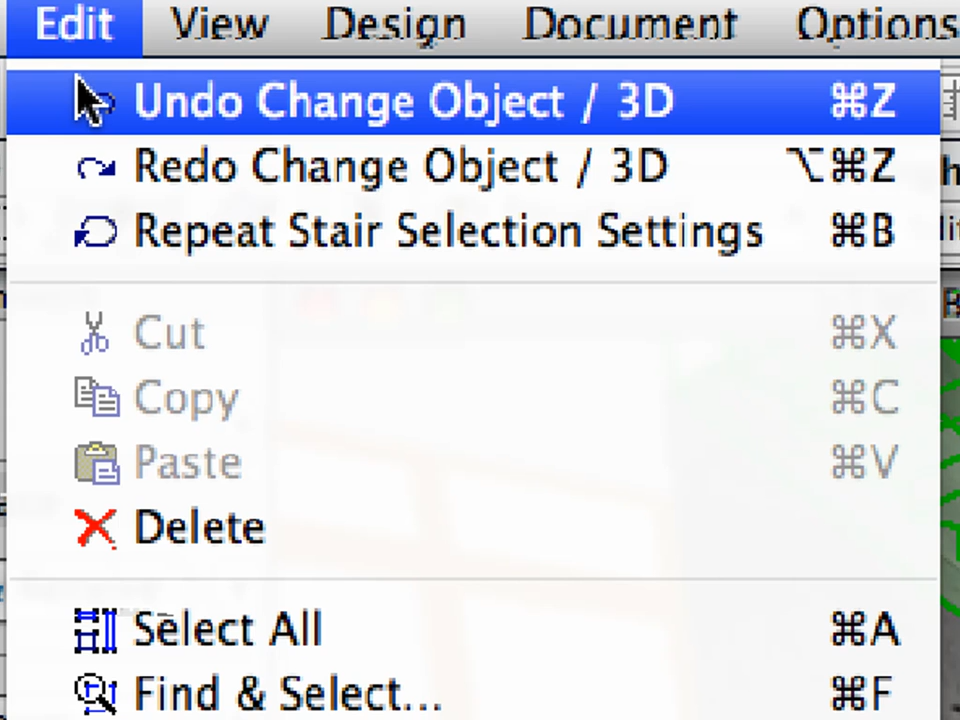 Edit View Design Document Options
Undo Change Object / 3D ⌘Z
Redo Change Object / 3D ⌥⌘Z
Repeat Stair Selection Settings ⌘B
Cut ⌘X
Copy ⌘C
Paste ⌘V
Delete
Select All ⌘A
Find & Select... ⌘F